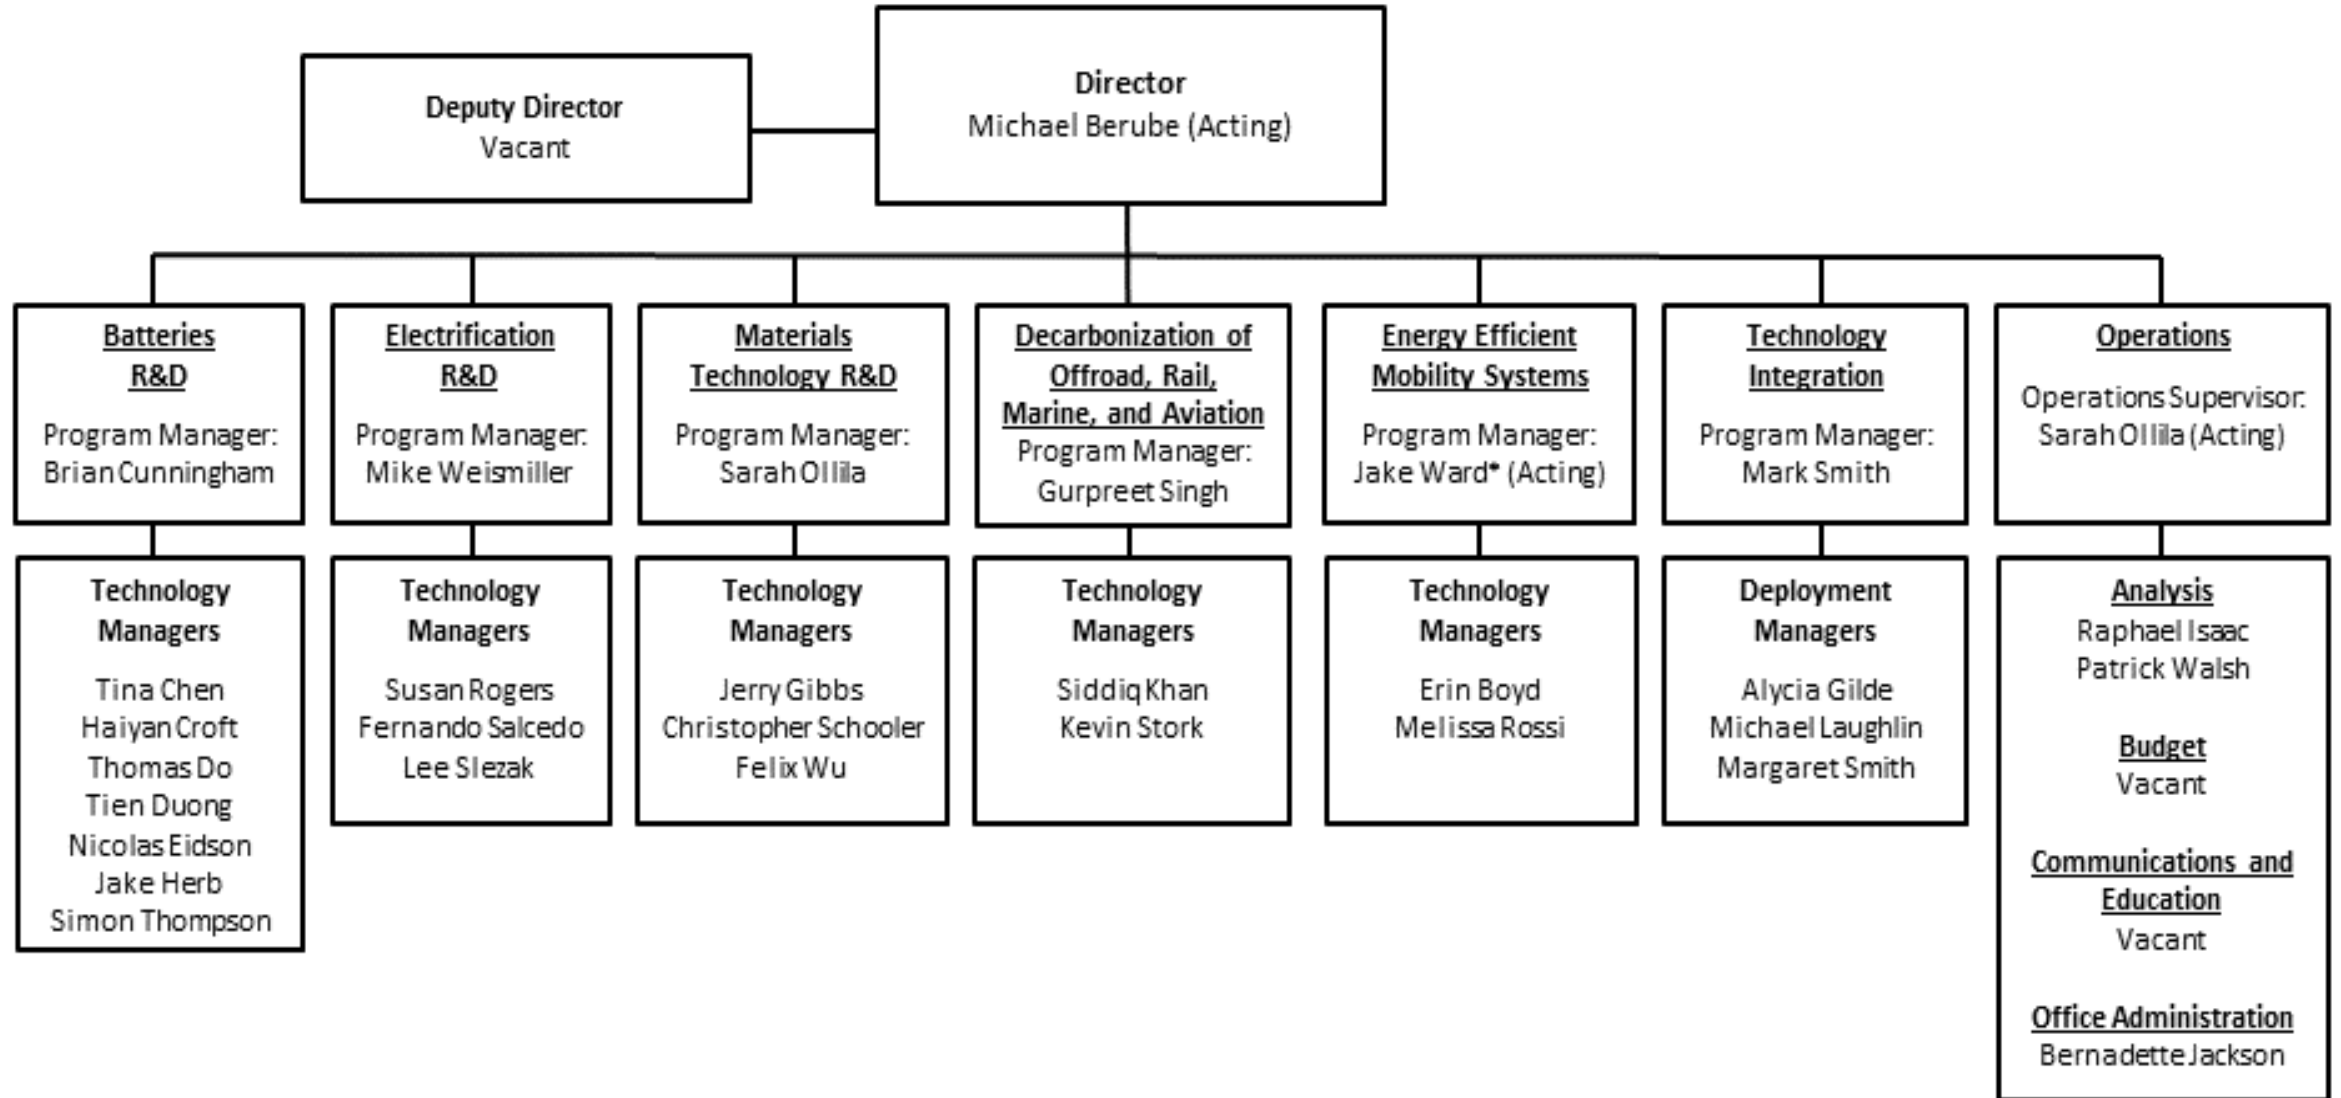 Director
Michael Berube (Acting)
Deputy Director
Vacant
Batteries
R&D
Program Manager:
Brian Cunningham
Electrification
R&D
Program Manager:
Mike Weismiller
Materials
Technology R&D
Program Manager:
Sarah Ollila
Decarbonization of
Offroad, Rail,
Marine, and Aviation
Program Manager:
Gurpreet Singh
Energy Efficient
Mobility Systems
Program Manager:
Jake Ward* (Acting)
Technology
Integration
Program Manager:
Mark Smith
Operations
Operations Supervisor:
Sarah Ollila (Acting)
Technology
Managers
Tina Chen
Haiyan Croft
Thomas Do
Tien Duong
Nicolas Eidson
Jake Herb
Simon Thompson
Technology
Managers
Susan Rogers
Fernando Salcedo
Lee Slezak
Technology
Managers
Jerry Gibbs
Christopher Schooler
Felix Wu
Technology
Managers
Siddiq Khan
Kevin Stork
Technology
Managers
Erin Boyd
Melissa Rossi
Deployment
Managers
Alycia Gilde
Michael Laughlin
Margaret Smith
Analysis
Raphael Isaac
Patrick Walsh
Budget
Vacant
Communications and
Education
Vacant
Office Administration
Bernadette Jackson